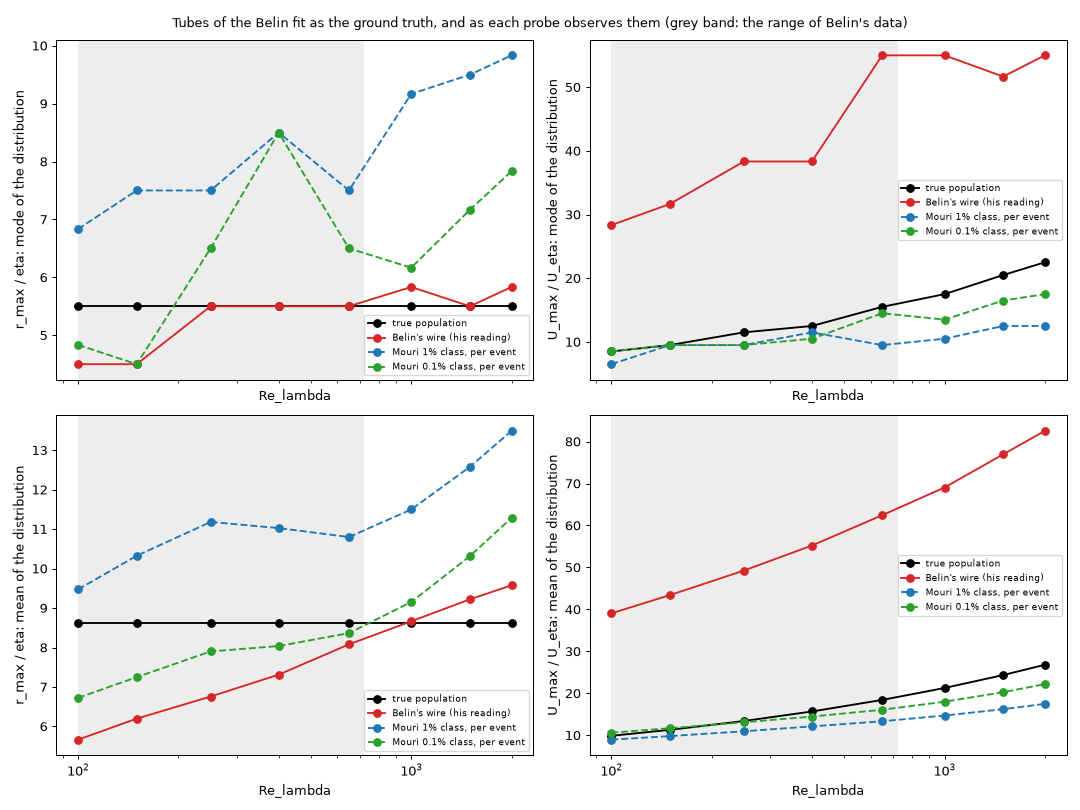 Tubes of the Belin fit as the ground truth, and as each probe observes them (grey band: the range of Belin's data)
r_max / eta: mode of the distribution
10
9
8
7
6
5
true population
Belin's wire (his reading)
Mouri 1% class, per event
Mouri 0.1% class, per event
Re_lambda
U_max / U_eta: mode of the distribution
50
40
30
20
10
true population
Belin's wire (his reading)
Mouri 1% class, per event
Mouri 0.1% class, per event
Re_lambda
r_max / eta: mean of the distribution
13
12
11
10
9
8
7
6
true population
Belin's wire (his reading)
Mouri 1% class, per event
Mouri 0.1% class, per event
10²
10³
Re_lambda
U_max / U_eta: mean of the distribution
80
70
60
50
40
30
20
10
true population
Belin's wire (his reading)
Mouri 1% class, per event
Mouri 0.1% class, per event
10²
10³
Re_lambda